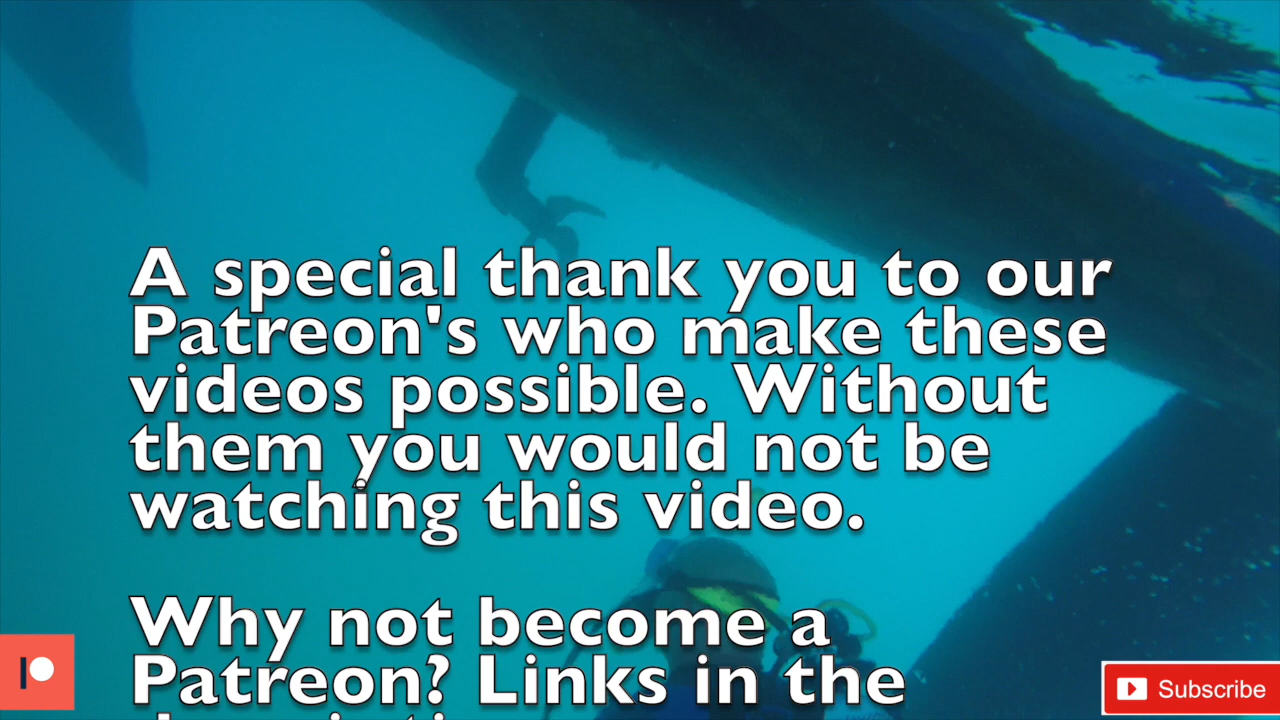 A special thank you to our
Patreon's who make these
videos possible. Without
them you would not be
watching this video.
Why not become a
Patreon? Links in the
Subscribe